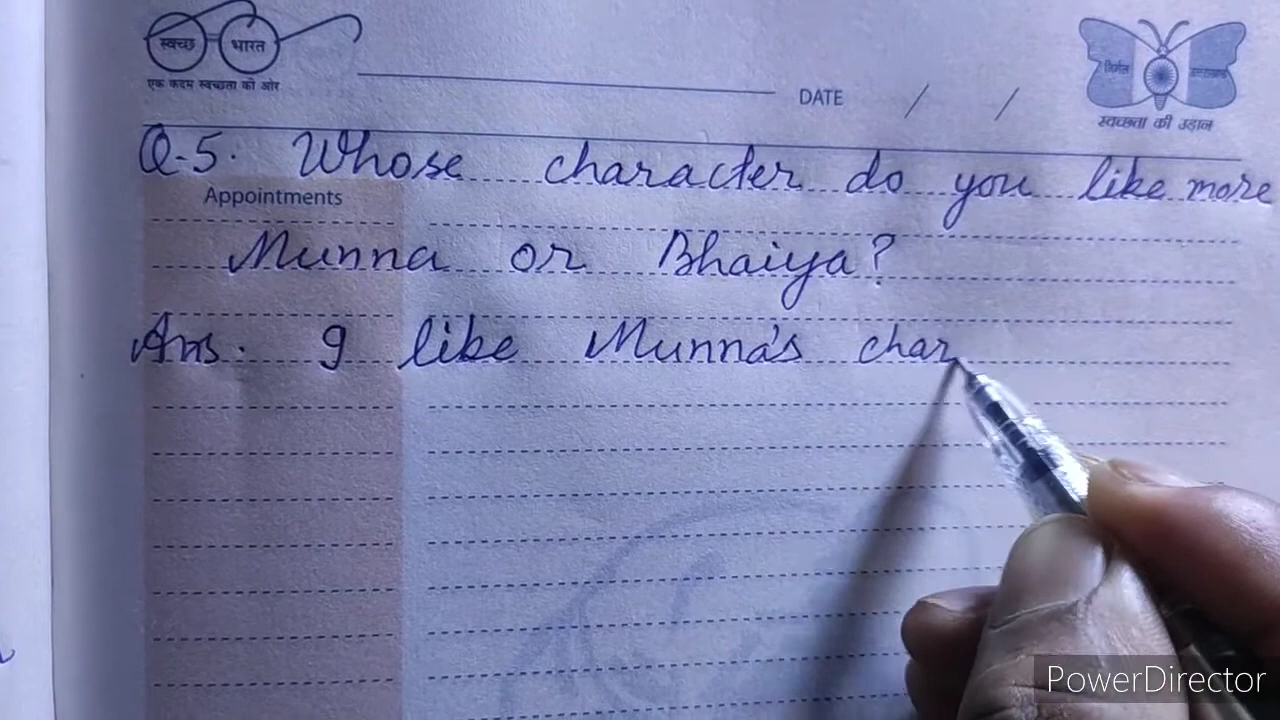 स्वच्छ भारत
एक कदम स्वच्छता की ओर
DATE / /
निर्मल
स्वच्छता की उड़ान
Q.5. Whose character do you like more
Appointments
Munna or Bhaiya?
Ans. I like Munna's char
PowerDirector